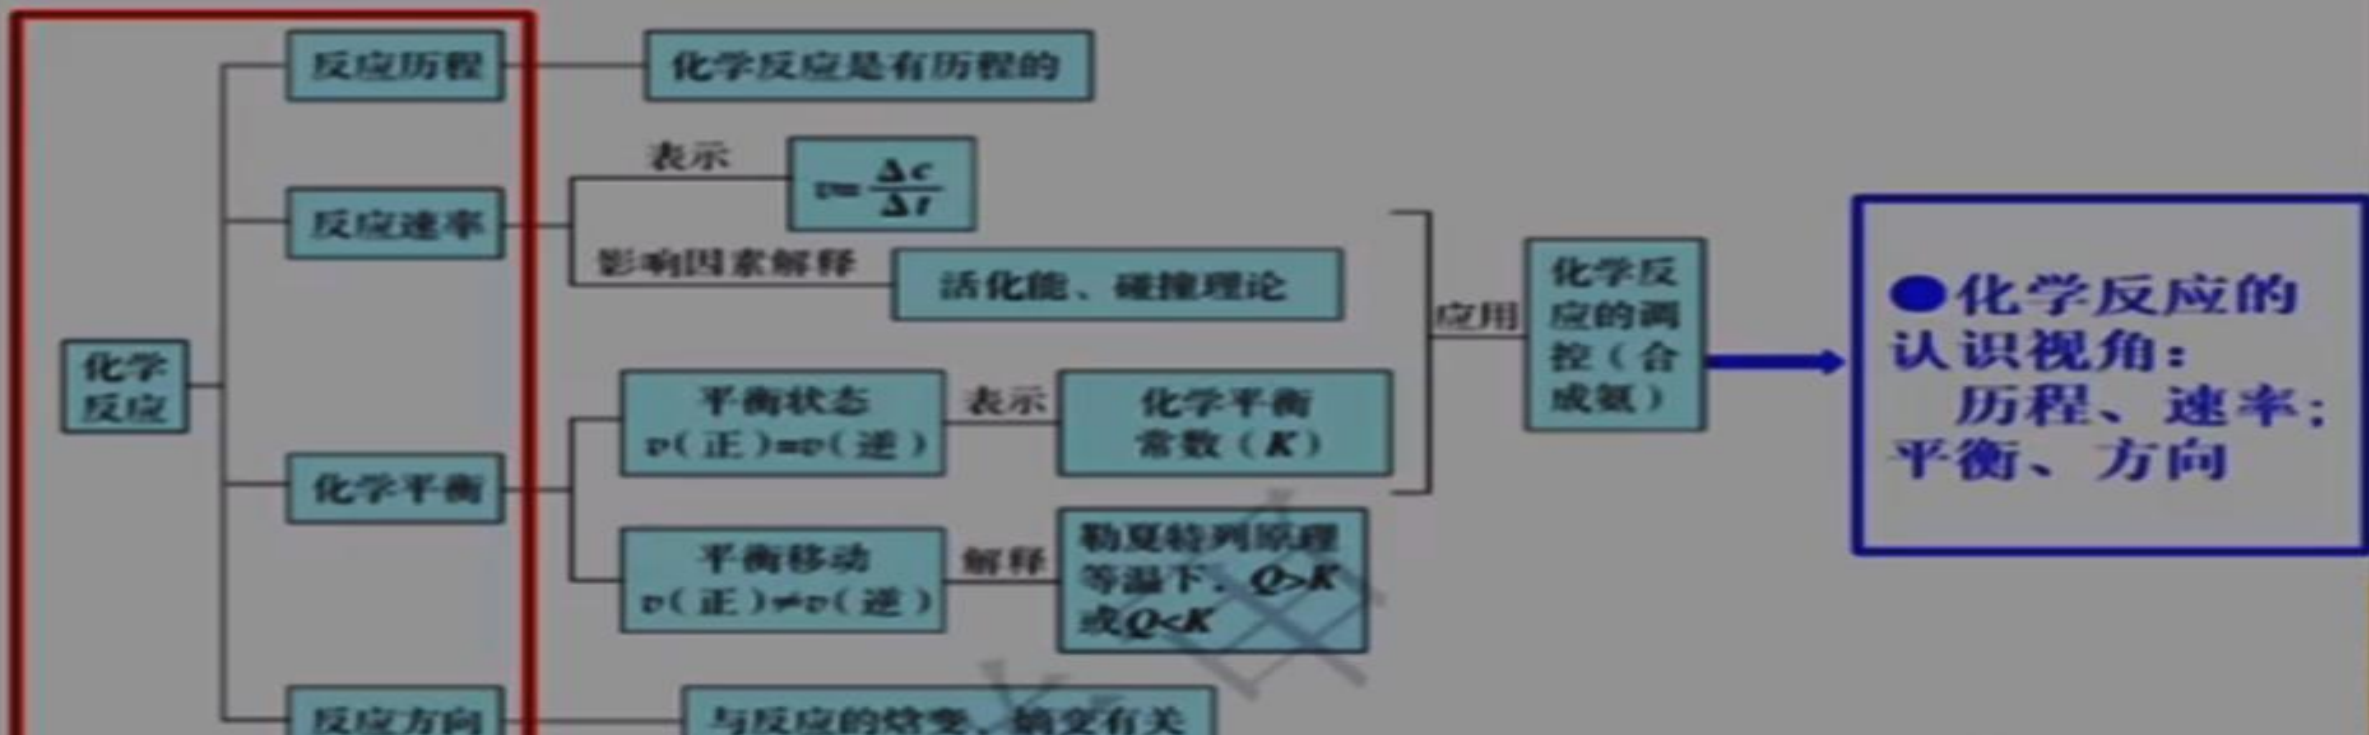 反应历程
化学反应是有历程的
表示
v=Δc/Δt
反应速率
影响因素解释
活化能、碰撞理论
化学
反应
应用
化学反
应的调
控（合
成氨）
平衡状态
v（正）=v（逆）
表示
化学平衡
常数（K）
化学平衡
平衡移动
v（正）≠v（逆）
解释
勒夏特列原理
等温下，Q>K
或Q<K
反应方向
与反应的焓变、熵变有关
●化学反应的
认识视角：
历程、速率；
平衡、方向